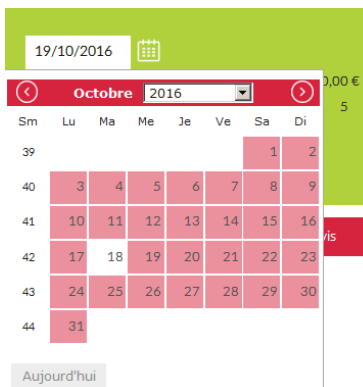 19/10/2016
Octobre 2016
0,00 €
Sm Lu Ma Me Je Ve Sa Di
5
39 1 2
40 3 4 5 6 7 8 9
41 10 11 12 13 14 15 16
vis
42 17 18 19 20 21 22 23
43 24 25 26 27 28 29 30
44 31
Aujourd'hui